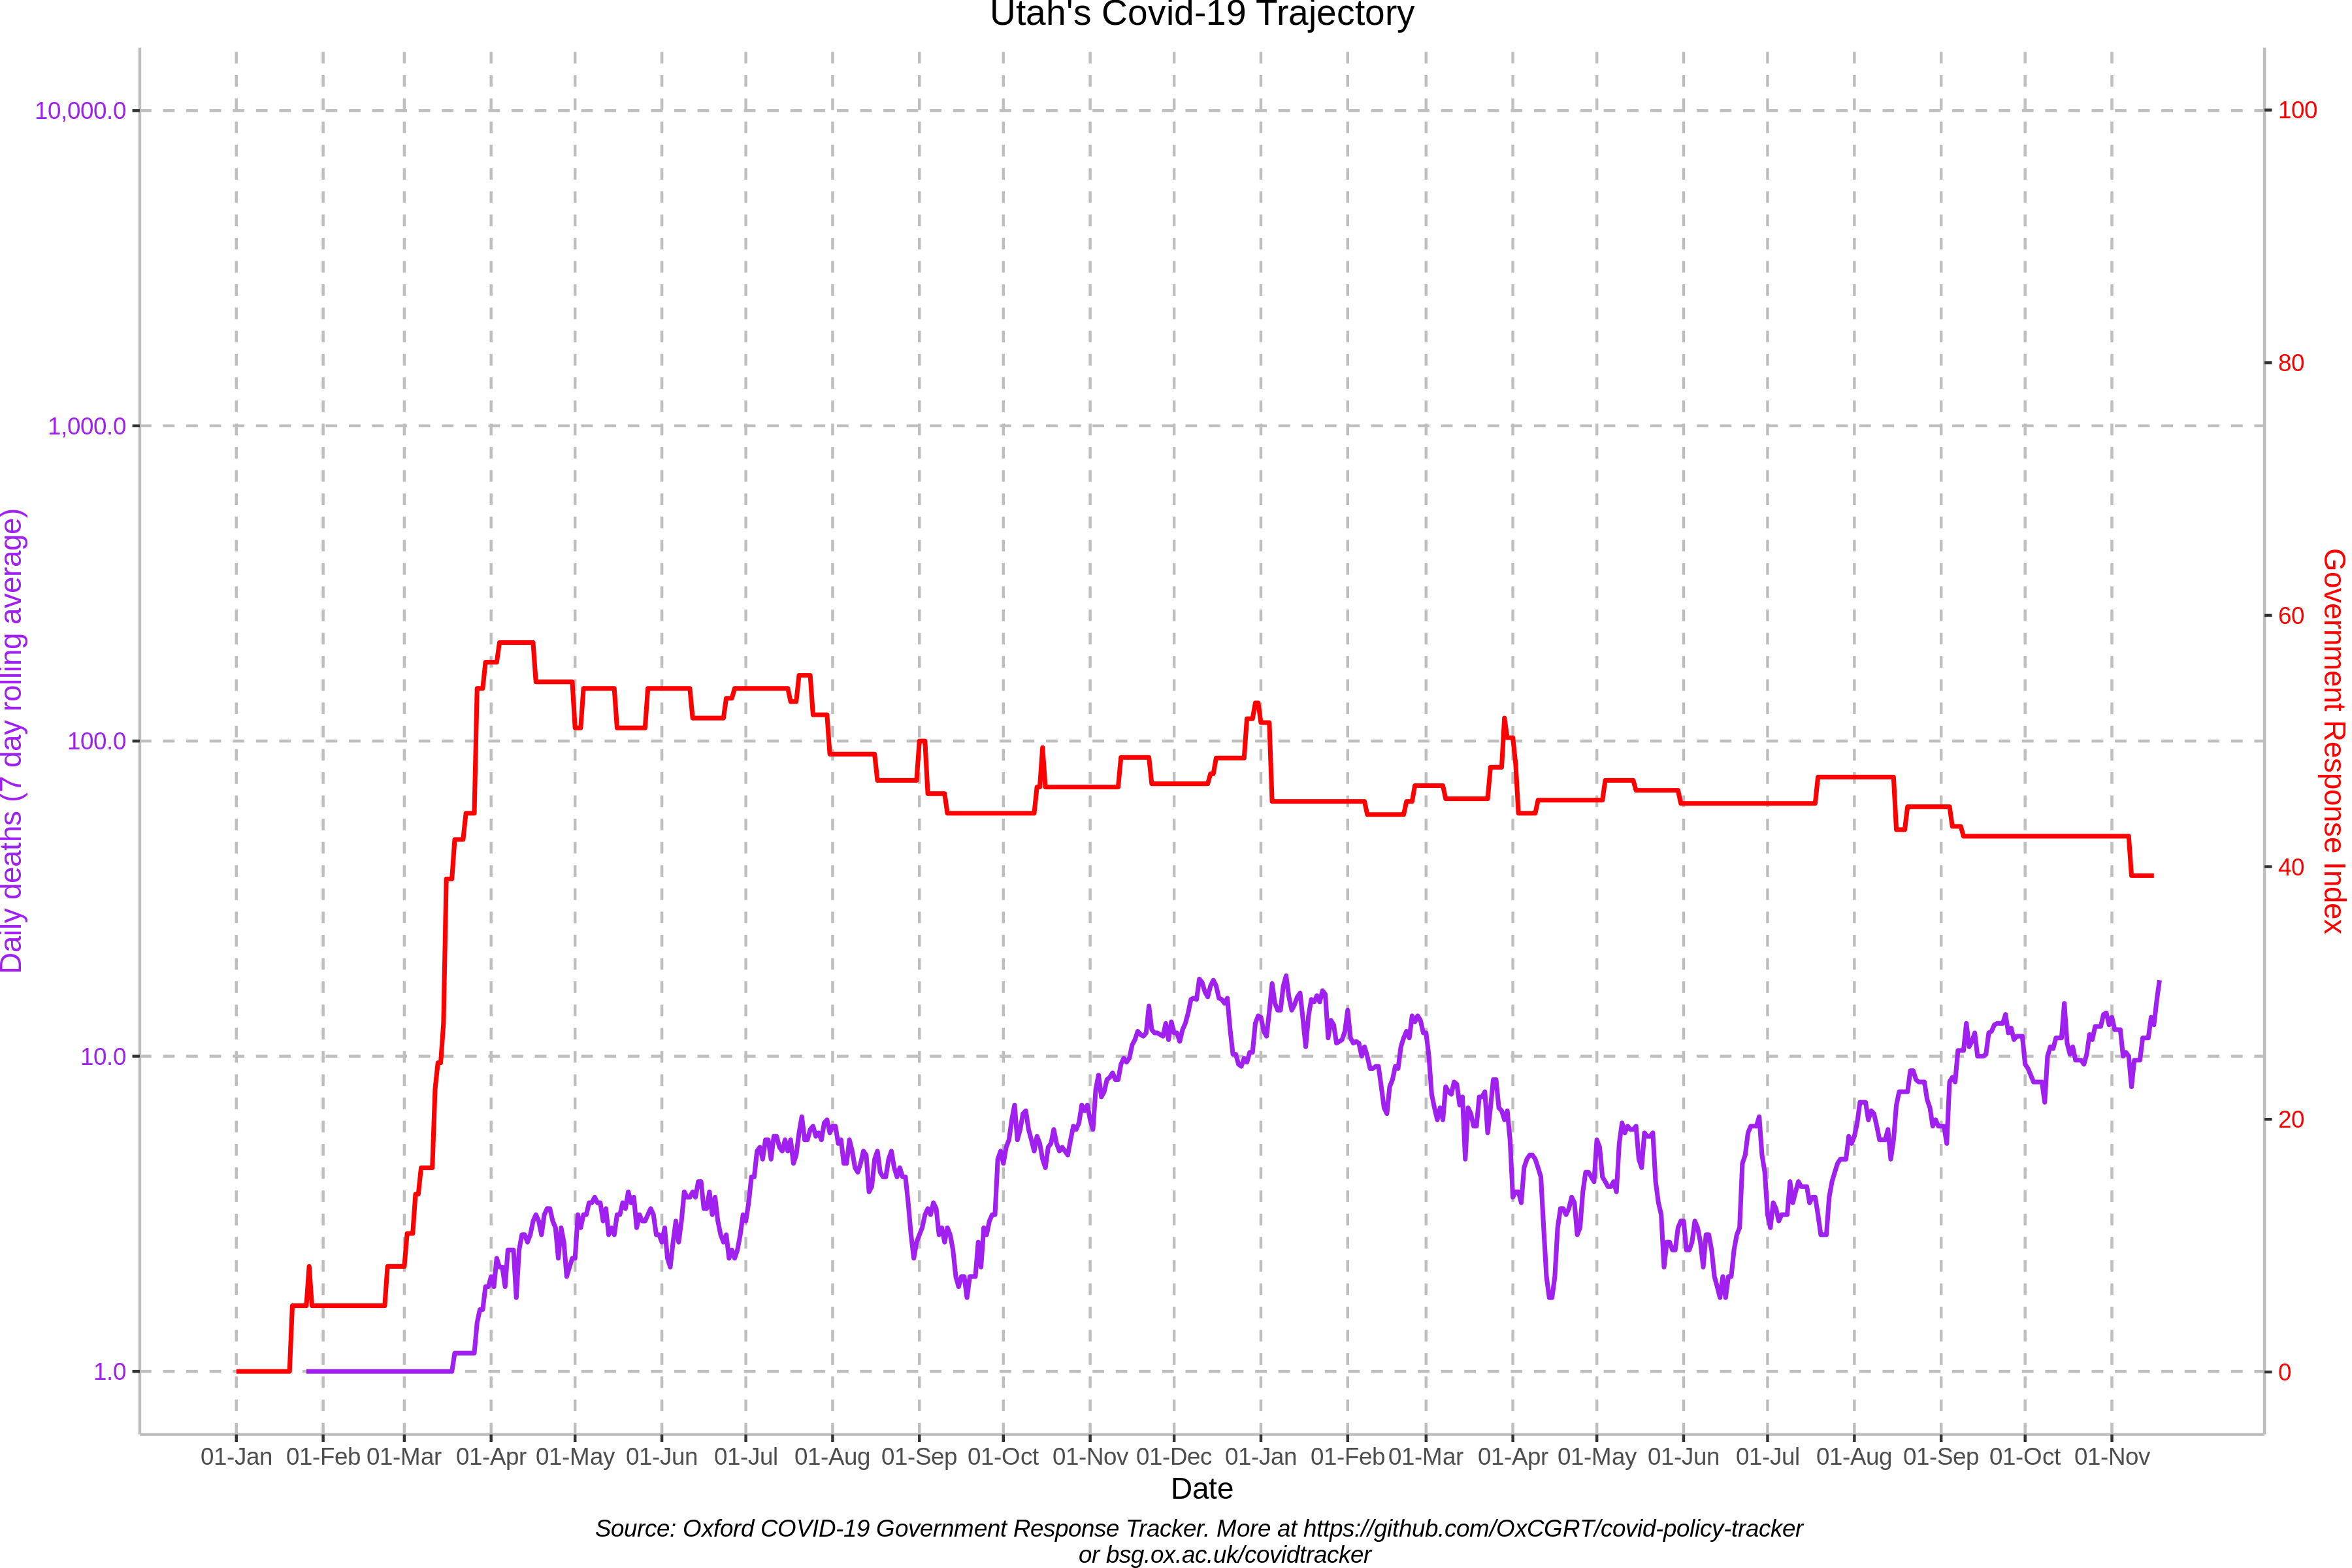 Utah's Covid-19 Trajectory
Daily deaths (7 day rolling average)
10,000.0
1,000.0
100.0
10.0
1.0
100
80
60
40
20
0
Government Response Index
01-Jan 01-Feb 01-Mar 01-Apr 01-May 01-Jun 01-Jul 01-Aug 01-Sep 01-Oct 01-Nov 01-Dec 01-Jan 01-Feb 01-Mar 01-Apr 01-May 01-Jun 01-Jul 01-Aug 01-Sep 01-Oct 01-Nov
Date
Source: Oxford COVID-19 Government Response Tracker. More at https://github.com/OxCGRT/covid-policy-tracker
or bsg.ox.ac.uk/covidtracker